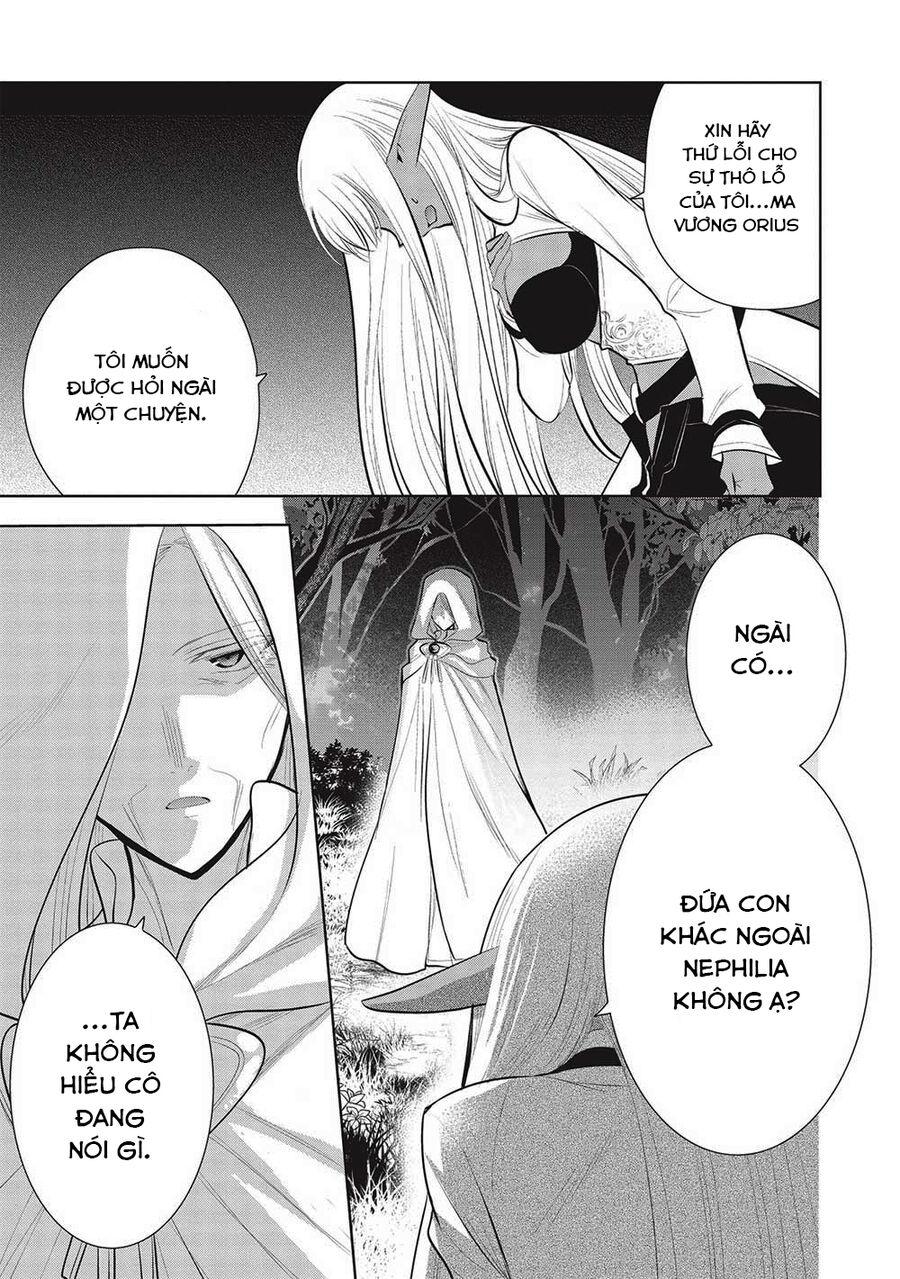 XIN HÃY
THỨ LỖI CHO
SỰ THÔ LỖ
CỦA TÔI...MA
VƯƠNG ORIUS
TÔI MUỐN
ĐƯỢC HỎI NGÀI
MỘT CHUYỆN.
NGÀI
CÓ...
ĐỨA CON
KHÁC NGOÀI
NEPHILIA
KHÔNG Ạ?
...TA
KHÔNG
HIỂU CÔ
ĐANG
NÓI GÌ.